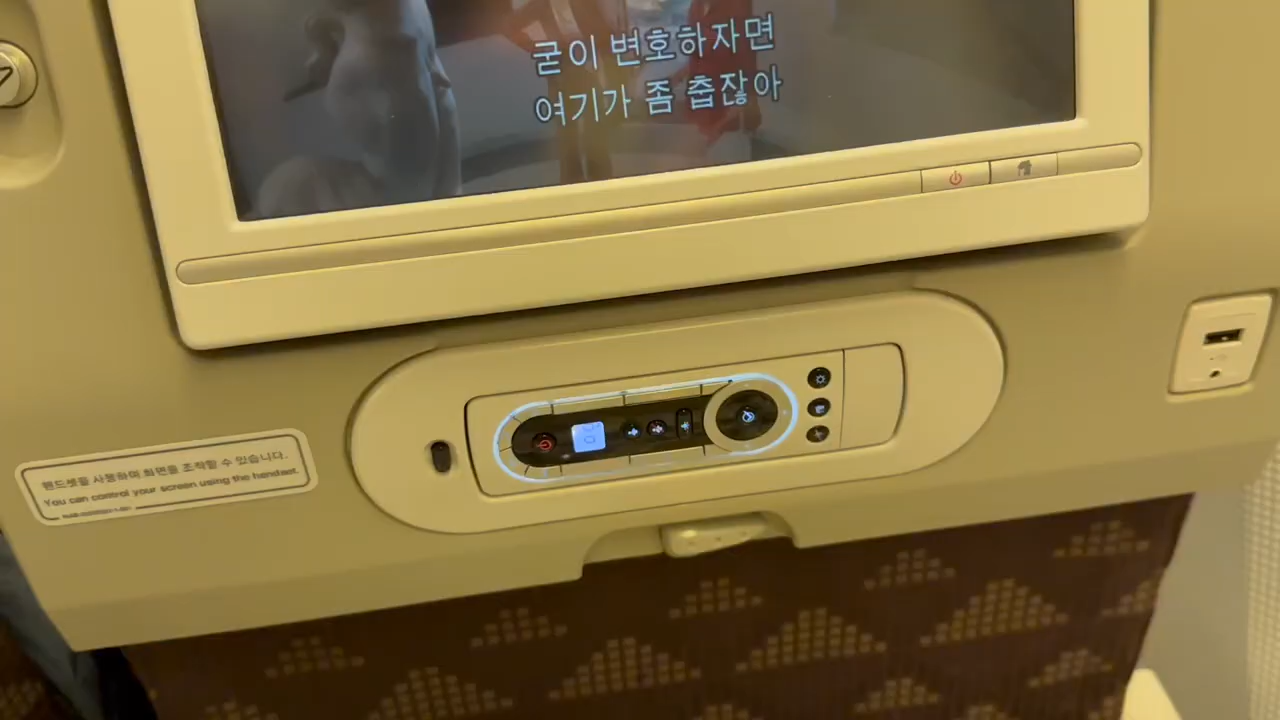 굳이 변호하자면
여기가 좀 춥잖아
핸드셋을 사용하며 화면을 조작할 수 있습니다.
You can control your screen using the handset.